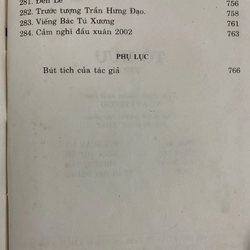 281. Đền Lê 756
282. Trước tượng Trần Hưng Đạo. 758
283. Viếng Bác Tú Xương 761
284. Cảm nghĩ đầu xuân 2002 763
PHỤ LỤC
Bút tích của tác giả 766